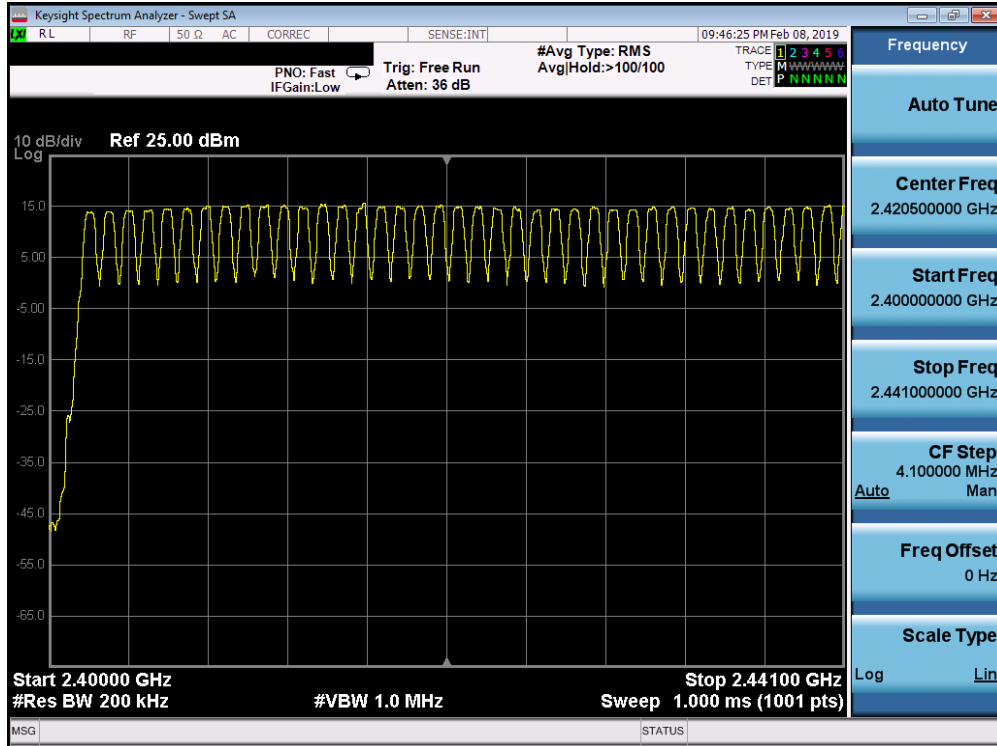 Keysight Spectrum Analyzer - Swept SA
LXI RL RF 50 Ω AC CORREC SENSE:INT 09:46:25 PM Feb 08, 2019
PNO: Fast Trig: Free Run #Avg Type: RMS TRACE 1 2 3 4 5 6
IFGain:Low Atten: 36 dB Avg|Hold:>100/100 TYPE M WWWWW
DET P N N N N N
Frequency
Auto Tune
10 dB/div Ref 25.00 dBm
Log
15.0
5.00
-5.00
-15.0
-25.0
-35.0
-45.0
-55.0
-65.0
Center Freq
2.420500000 GHz
Start Freq
2.400000000 GHz
Stop Freq
2.441000000 GHz
CF Step
4.100000 MHz
Auto Man
Freq Offset
0 Hz
Scale Type
Log Lin
Start 2.40000 GHz Stop 2.44100 GHz
#Res BW 200 kHz #VBW 1.0 MHz Sweep 1.000 ms (1001 pts)
MSG STATUS